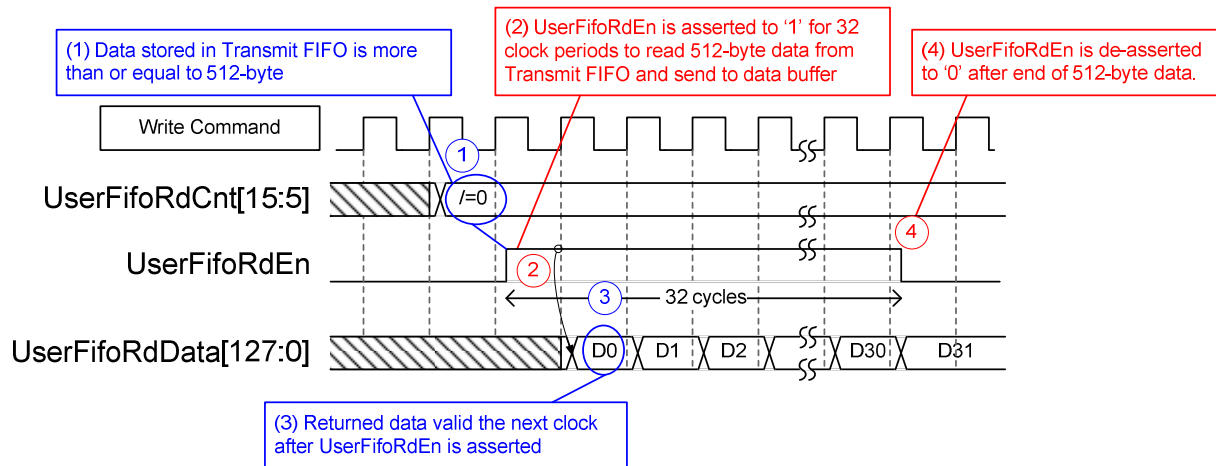 (1) Data stored in Transmit FIFO is more
than or equal to 512-byte
(2) UserFifoRdEn is asserted to ‘1’ for 32
clock periods to read 512-byte data from
Transmit FIFO and send to data buffer
(4) UserFifoRdEn is de-asserted
to ‘0’ after end of 512-byte data.
Write Command
1
UserFifoRdCnt[15:5]
/=0
4
UserFifoRdEn
2
3
32 cycles
UserFifoRdData[127:0]
D0
D1
D2
D30
D31
(3) Returned data valid the next clock
after UserFifoRdEn is asserted